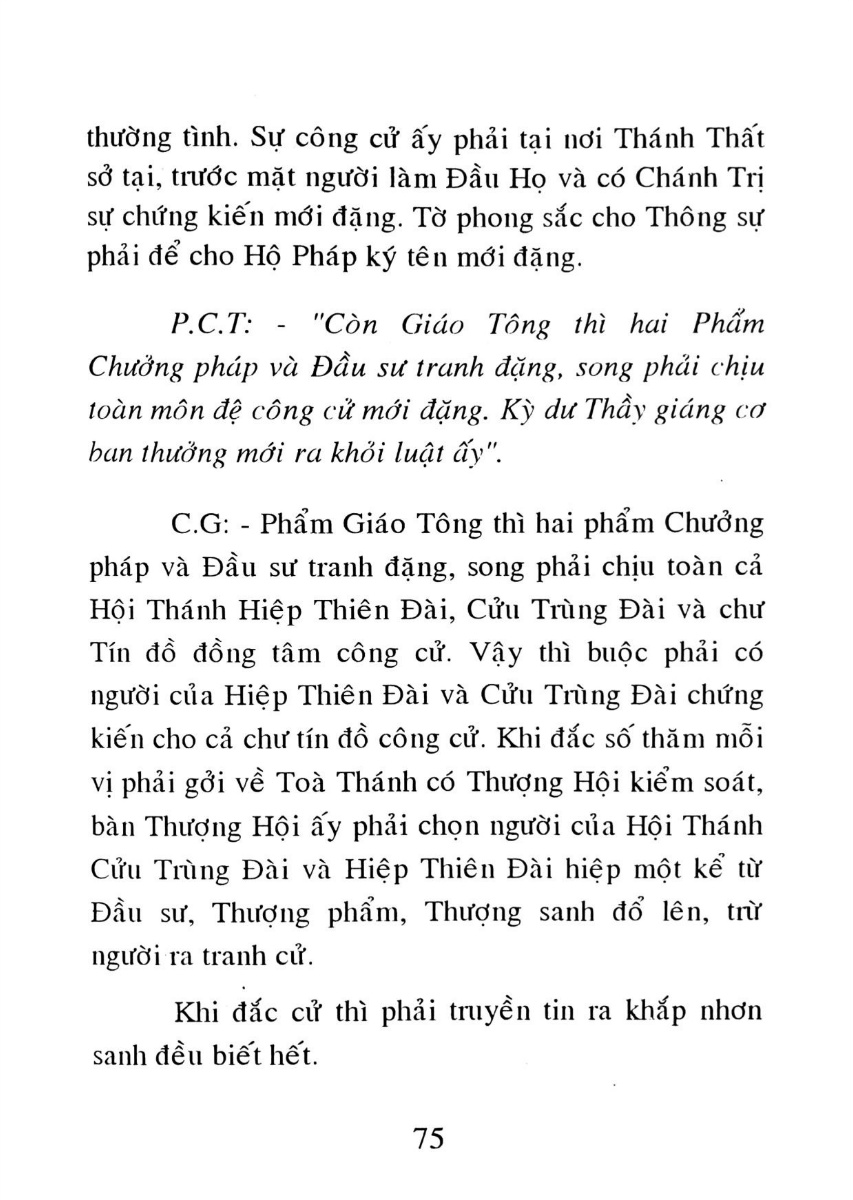 thường tình. Sự công cử ấy phải tại nơi Thánh Thất
sở tại, trước mặt người làm Đầu Họ và có Chánh Trị
sự chứng kiến mới đặng. Tờ phong sắc cho Thông sự
phải để cho Hộ Pháp ký tên mới đặng.
P.C.T: - "Còn Giáo Tông thì hai Phẩm
Chưởng pháp và Đầu sư tranh đặng, song phải chịu
toàn môn đệ công cử mới đặng. Kỳ dư Thầy giáng cơ
ban thưởng mới ra khỏi luật ấy".
C.G: - Phẩm Giáo Tông thì hai phẩm Chưởng
pháp và Đầu sư tranh đặng, song phải chịu toàn cả
Hội Thánh Hiệp Thiên Đài, Cửu Trùng Đài và chư
Tín đồ đồng tâm công cử. Vậy thì buộc phải có
người của Hiệp Thiên Đài và Cửu Trùng Đài chứng
kiến cho cả chư tín đồ công cử. Khi đắc số thăm mỗi
vị phải gởi về Toà Thánh có Thượng Hội kiểm soát,
bàn Thượng Hội ấy phải chọn người của Hội Thánh
Cửu Trùng Đài và Hiệp Thiên Đài hiệp một kể từ
Đầu sư, Thượng phẩm, Thượng sanh đổ lên, trừ
người ra tranh cử.
Khi đắc cử thì phải truyền tin ra khắp nhơn
sanh đều biết hết.
75